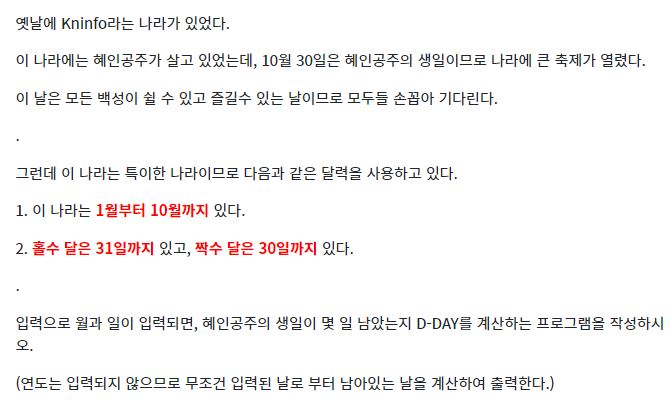 옛날에 Kninfo라는 나라가 있었다.
이 나라에는 혜인공주가 살고 있었는데, 10월 30일은 혜인공주의 생일이므로 나라에 큰 축제가 열렸다.
이 날은 모든 백성이 쉴 수 있고 즐길수 있는 날이므로 모두들 손꼽아 기다린다.
.
그런데 이 나라는 특이한 나라이므로 다음과 같은 달력을 사용하고 있다.
1. 이 나라는 1월부터 10월까지 있다.
2. 홀수 달은 31일까지 있고, 짝수 달은 30일까지 있다.
.
입력으로 월과 일이 입력되면, 혜인공주의 생일이 몇 일 남았는지 D-DAY를 계산하는 프로그램을 작성하시
오.
(연도는 입력되지 않으므로 무조건 입력된 날로 부터 남아있는 날을 계산하여 출력한다.)